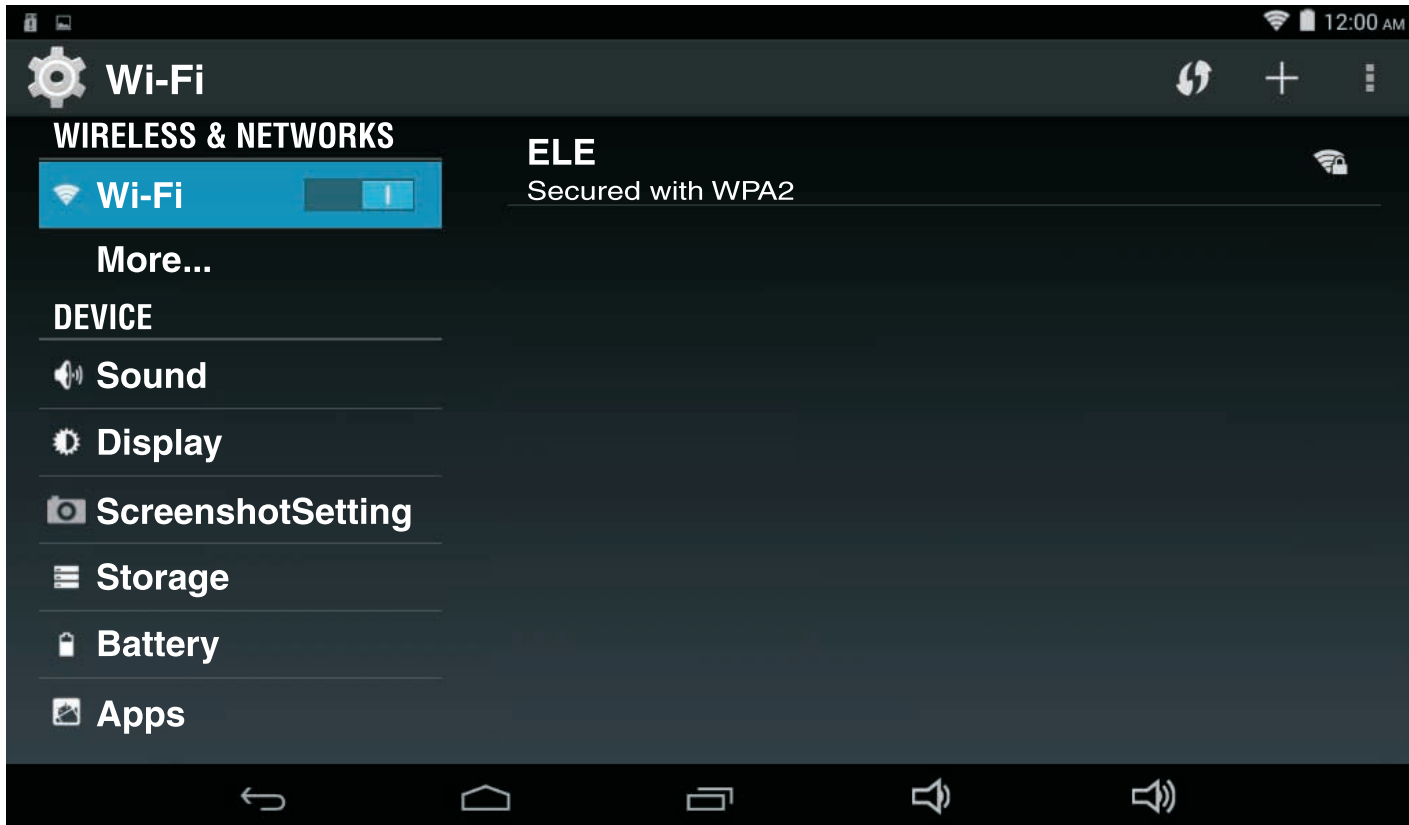 12:00 AM
Wi-Fi
WIRELESS & NETWORKS
Wi-Fi
More...
DEVICE
Sound
Display
ScreenshotSetting
Storage
Battery
Apps
ELE
Secured with WPA2